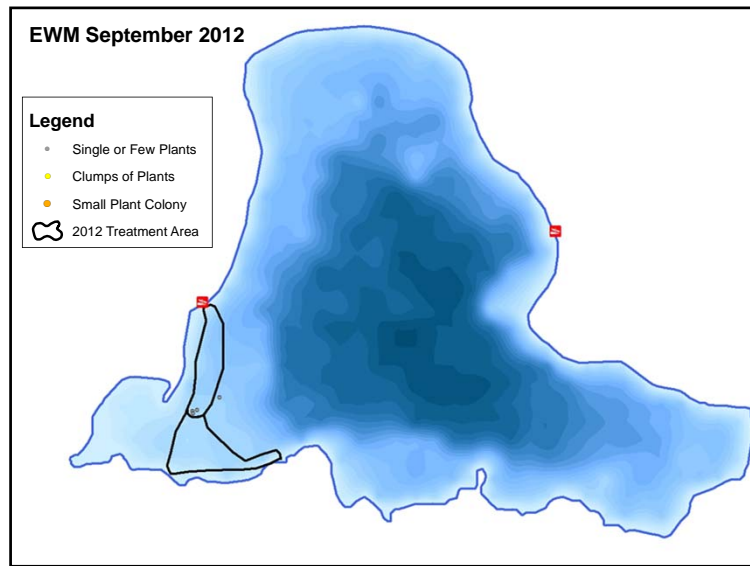 EWM September 2012
Legend
Single or Few Plants
Clumps of Plants
Small Plant Colony
2012 Treatment Area